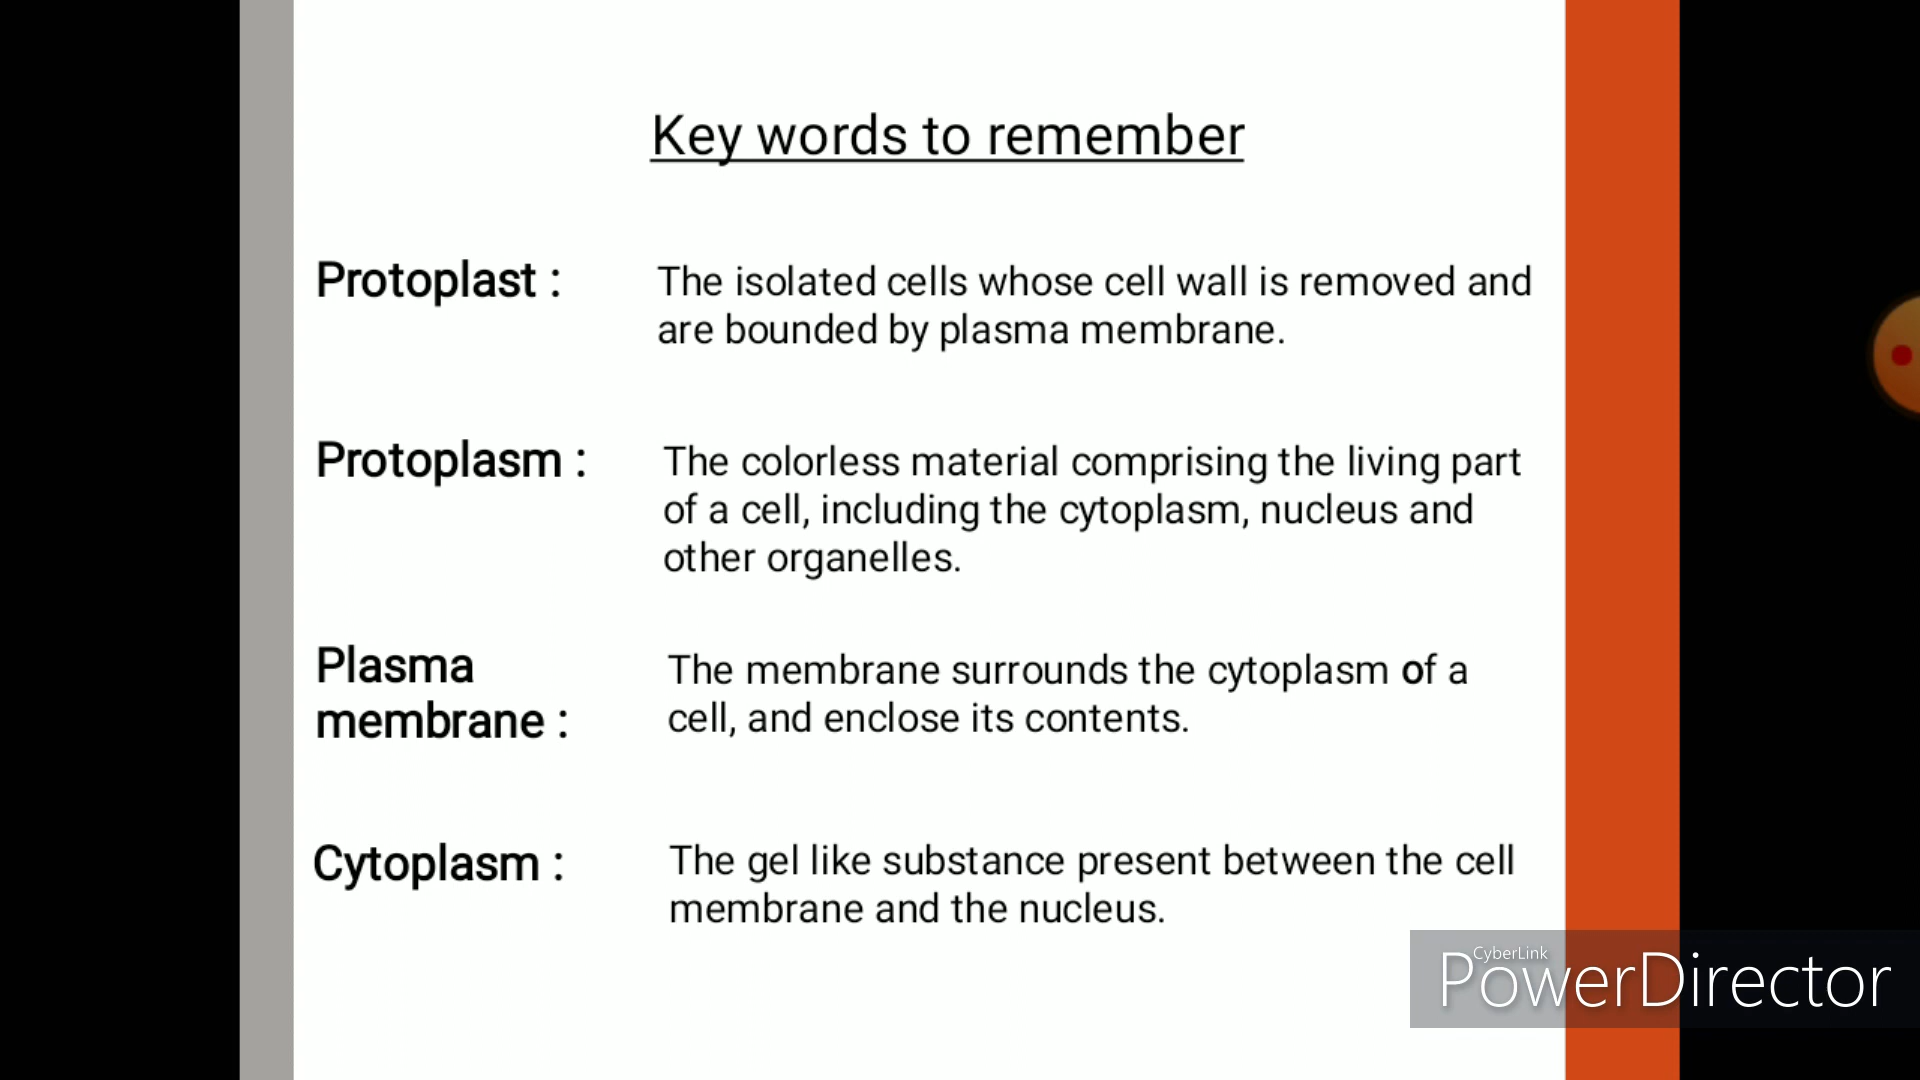 Key words to remember
Protoplast :
The isolated cells whose cell wall is removed and
are bounded by plasma membrane.
Protoplasm :
The colorless material comprising the living part
of a cell, including the cytoplasm, nucleus and
other organelles.
Plasma
membrane :
The membrane surrounds the cytoplasm of a
cell, and enclose its contents.
Cytoplasm :
The gel like substance present between the cell
membrane and the nucleus.
CyberLink
PowerDirector